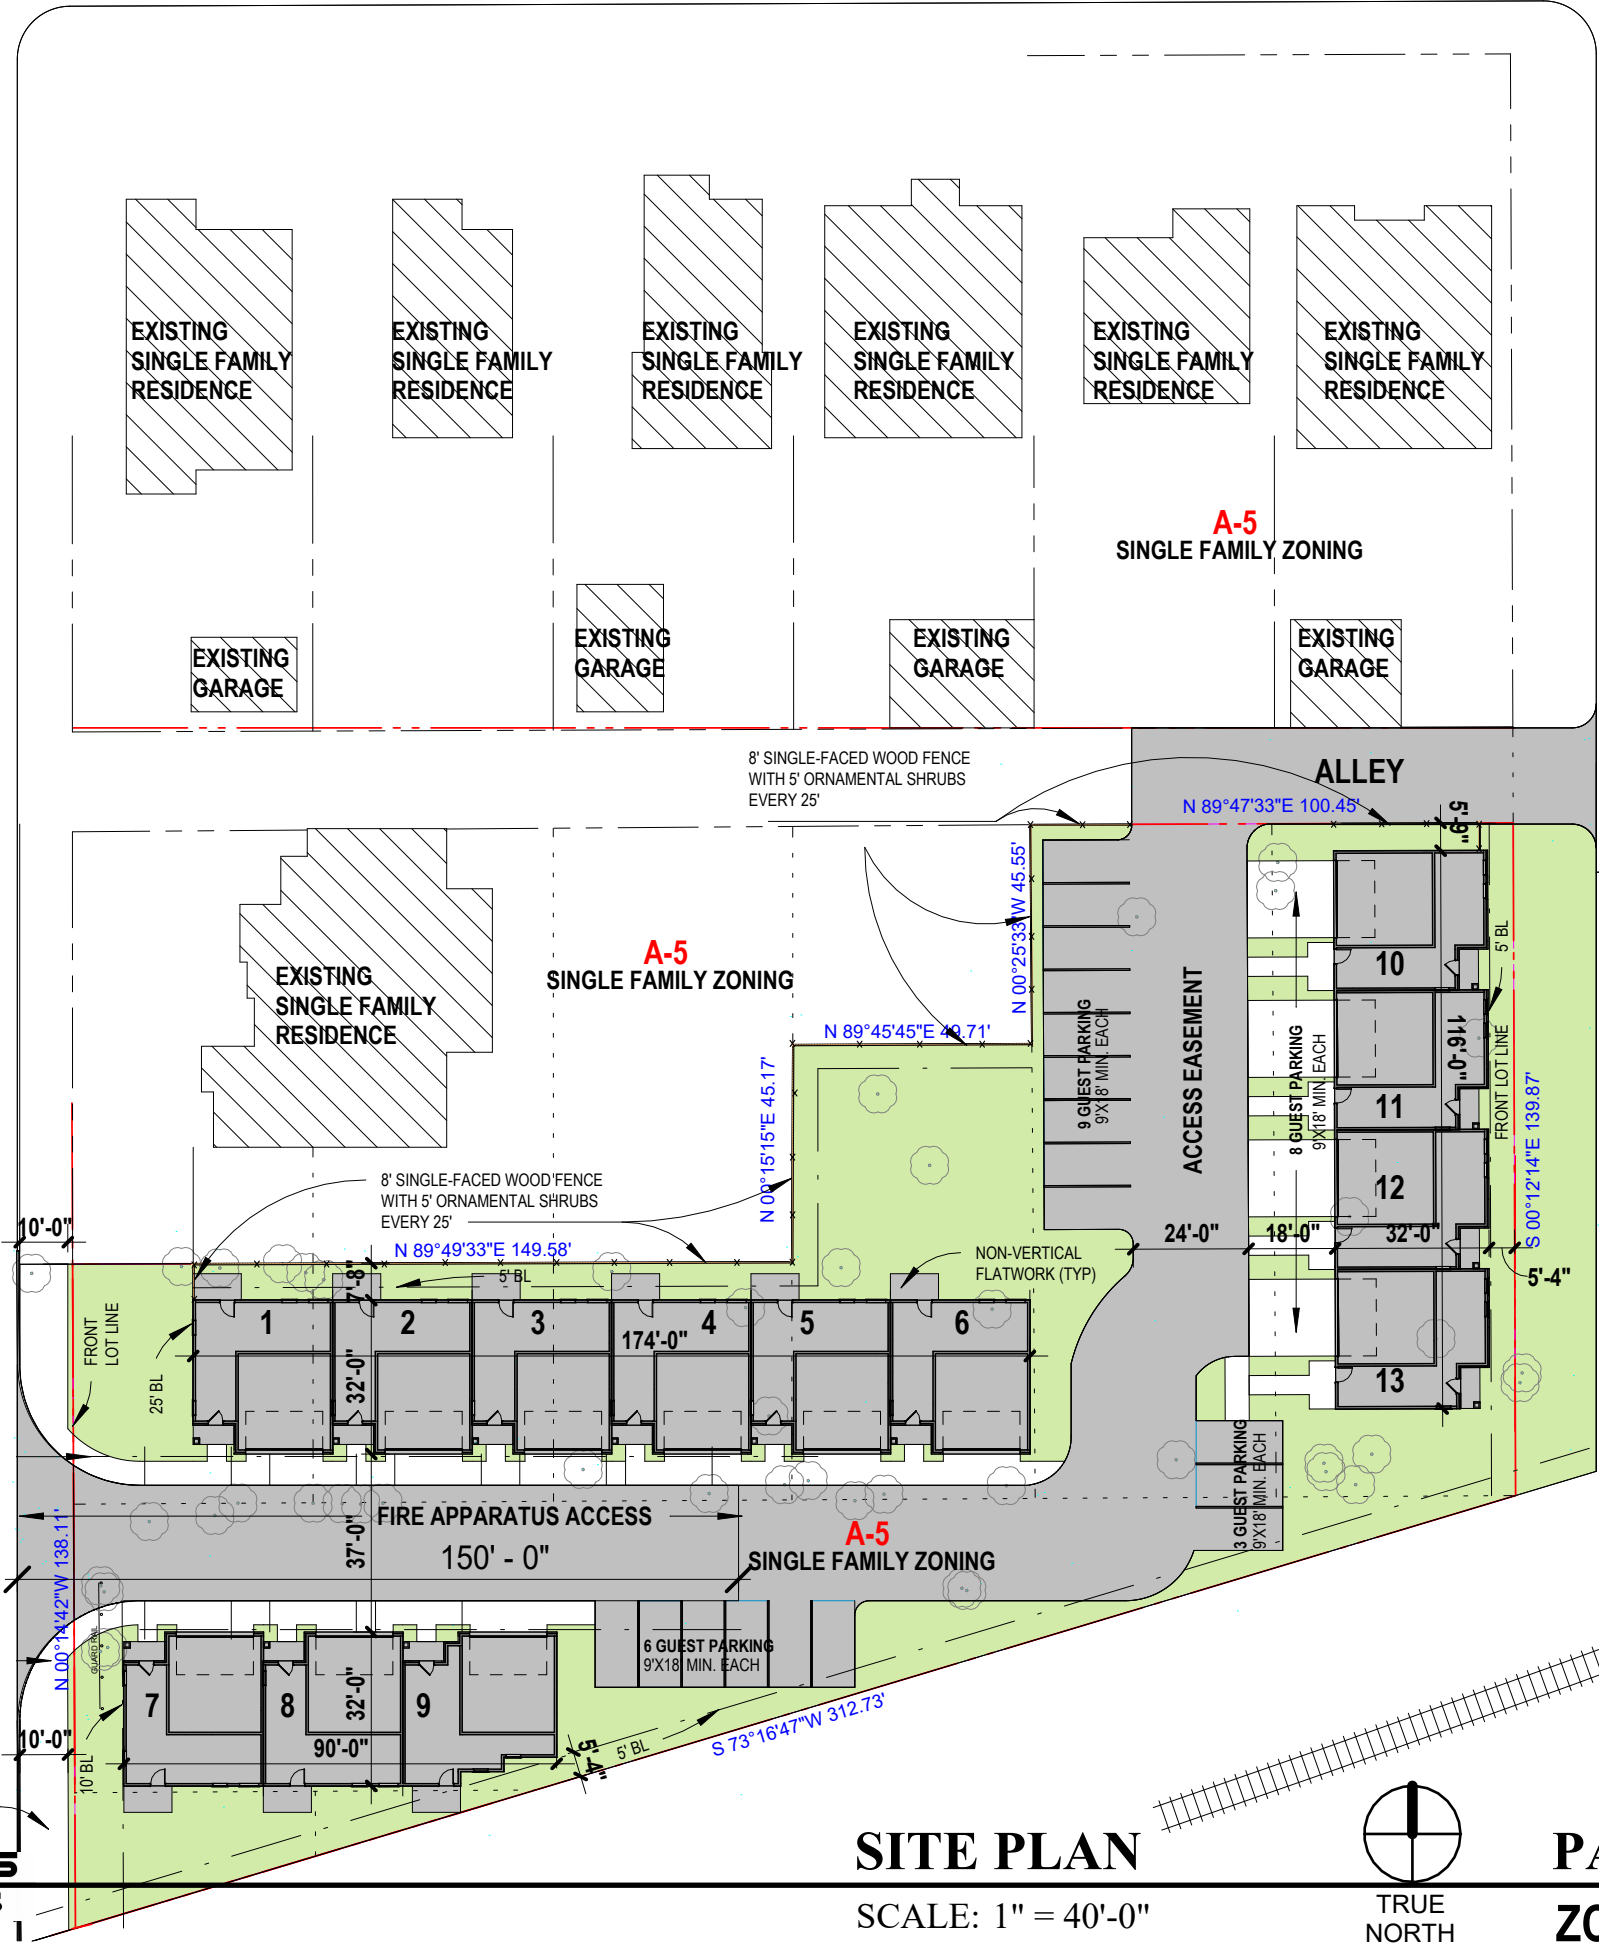 EXISTING
SINGLE FAMILY
RESIDENCE
EXISTING
SINGLE FAMILY
RESIDENCE
EXISTING
SINGLE FAMILY
RESIDENCE
EXISTING
SINGLE FAMILY
RESIDENCE
EXISTING
SINGLE FAMILY
RESIDENCE
EXISTING
SINGLE FAMILY
RESIDENCE
A-5
SINGLE FAMILY ZONING
EXISTING
GARAGE
EXISTING
GARAGE
EXISTING
GARAGE
EXISTING
GARAGE
8' SINGLE-FACED WOOD FENCE
WITH 5' ORNAMENTAL SHRUBS
EVERY 25'
ALLEY
N 89°47'33"E 100.45'
5'-9"
N 00°25'33"W 45.55'
EXISTING
SINGLE FAMILY
RESIDENCE
A-5
SINGLE FAMILY ZONING
N 89°45'45"E 49.71'
N 00°15'15"E 45.17'
9 GUEST PARKING
9'X18' MIN. EACH
ACCESS EASEMENT
8 GUEST PARKING
9'X18' MIN. EACH
10
11
12
13
116'-0"
5' BL
FRONT LOT LINE
S 00°12'14"E 139.87'
8' SINGLE-FACED WOOD FENCE
WITH 5' ORNAMENTAL SHRUBS
EVERY 25'
10'-0"
N 89°49'33"E 149.58'
24'-0"
18'-0"
32'-0"
5'-4"
7'-8"
5' BL
NON-VERTICAL
FLATWORK (TYP)
FRONT
LOT LINE
25' BL
1
2
3
4
5
6
174'-0"
32'-0"
3 GUEST PARKING
9'X18' MIN. EACH
FIRE APPARATUS ACCESS
150' - 0"
37'-0"
A-5
SINGLE FAMILY ZONING
N 00°14'42"W 138.11'
GUARD RAIL
6 GUEST PARKING
9'X18' MIN. EACH
7
8
9
32'-0"
90'-0"
10'-0"
10' BL
5'-4"
5' BL
S 73°16'47"W 312.73'
SITE PLAN
SCALE: 1" = 40'-0"
TRUE
NORTH
PA
ZO